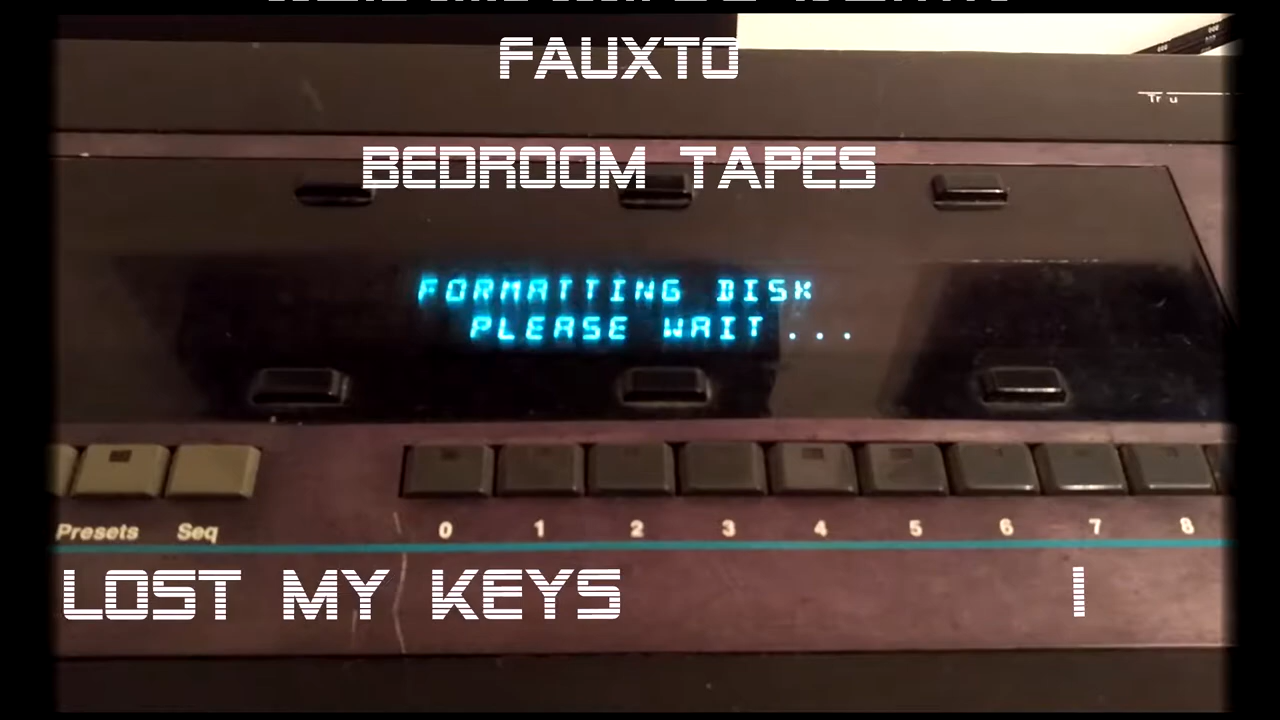 FAUXTO
BEDROOM TAPES
FORMATTING DISK
PLEASE WAIT...
Presets Seq 0 1 2 3 4 5 6 7 8
LOST MY KEYS I